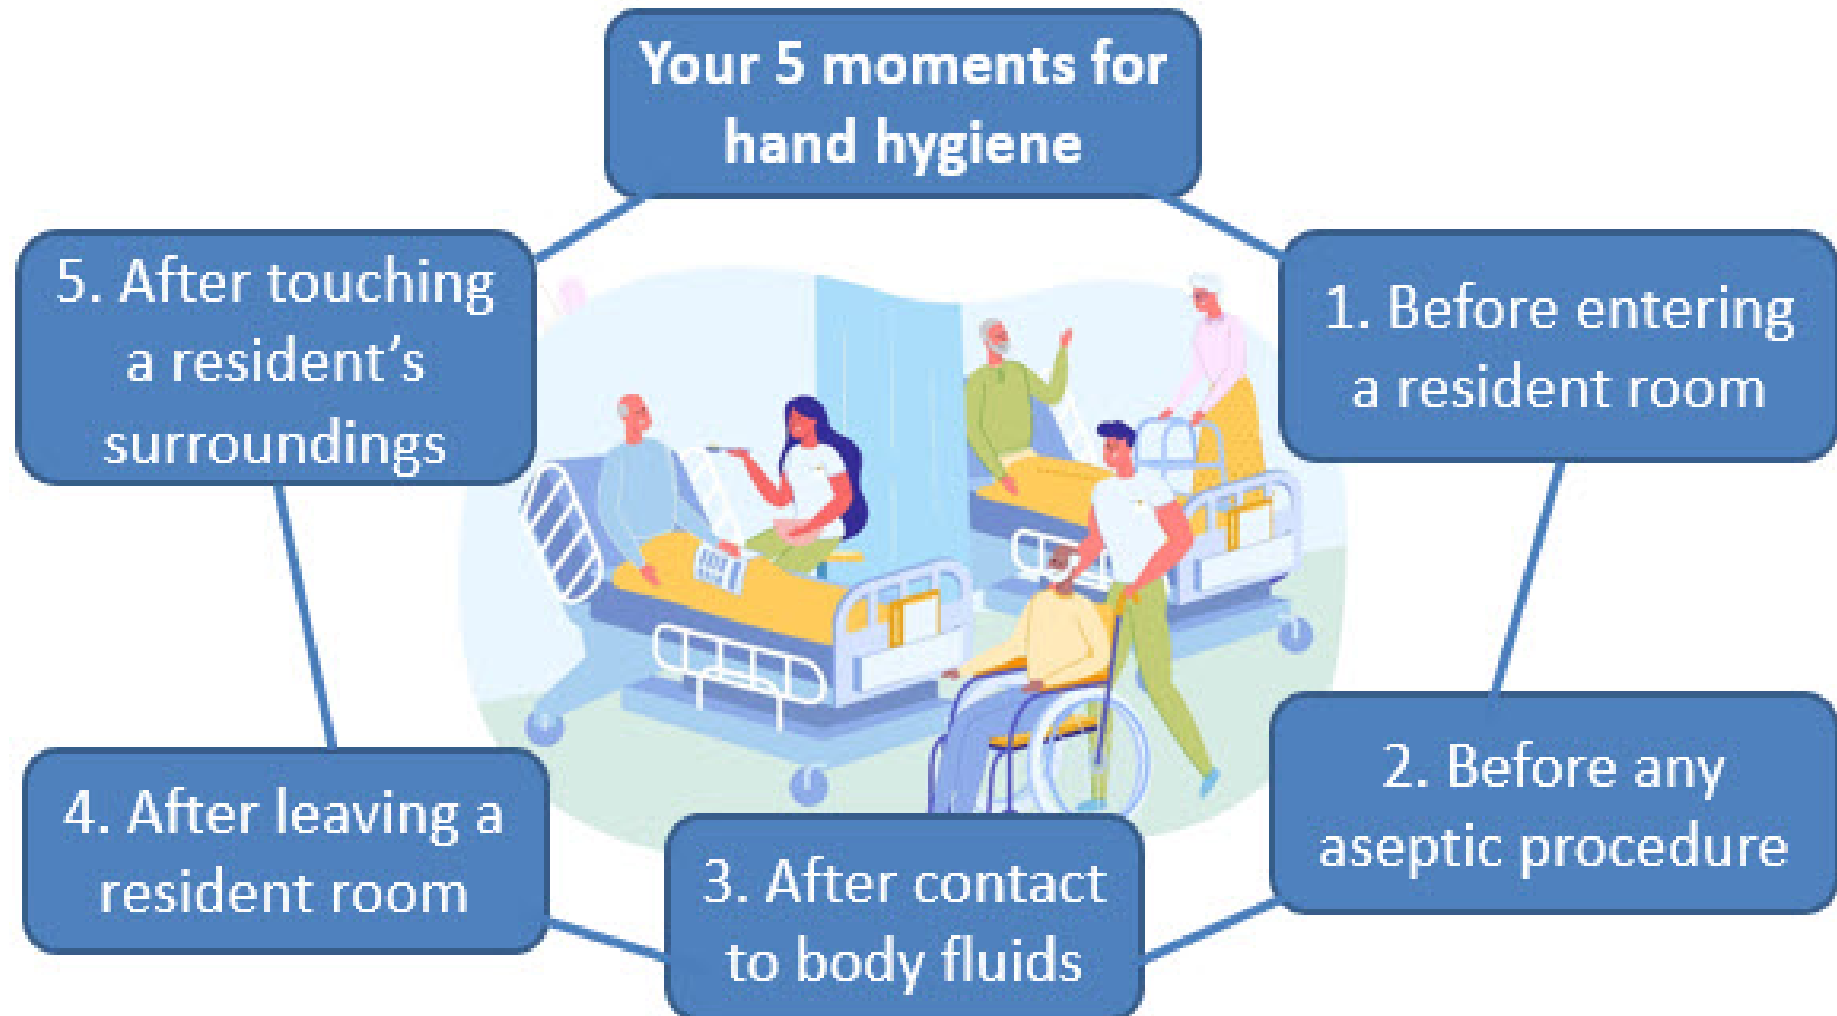 Your 5 moments for
hand hygiene
1. Before entering
a resident room
2. Before any
aseptic procedure
3. After contact
to body fluids
4. After leaving a
resident room
5. After touching
a resident’s
surroundings